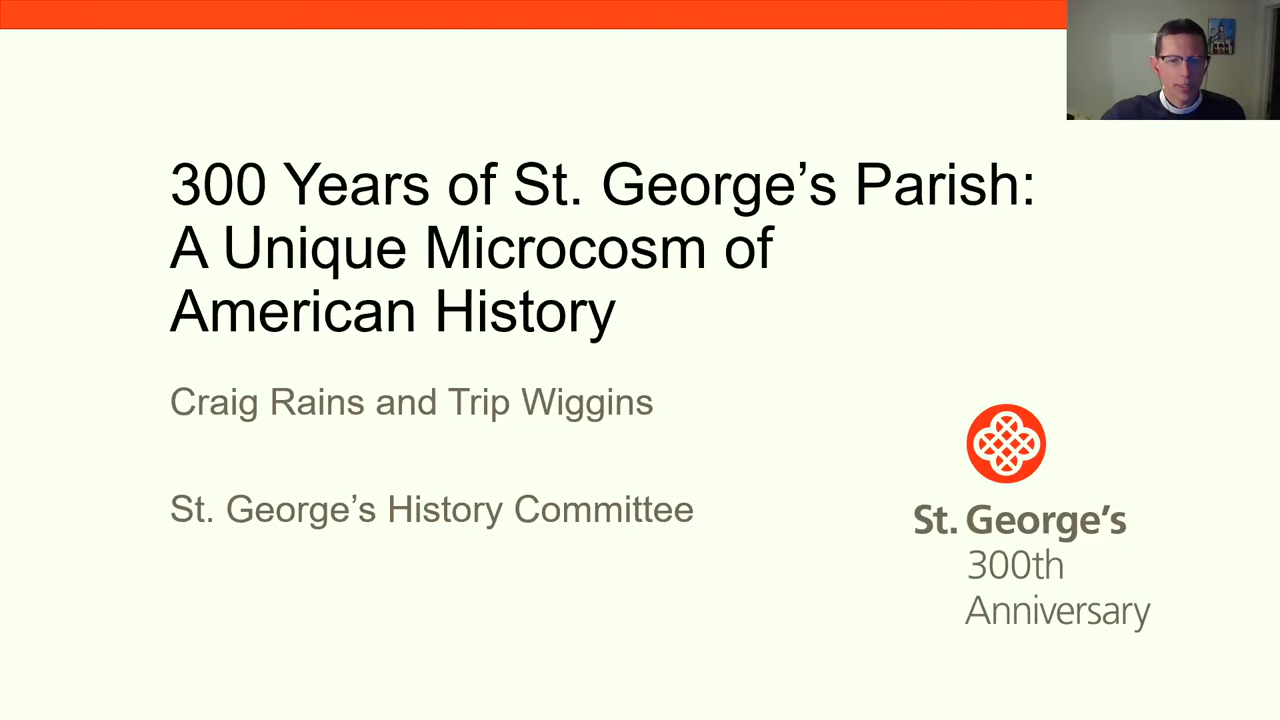 300 Years of St. George’s Parish:
A Unique Microcosm of
American History
Craig Rains and Trip Wiggins
St. George’s History Committee
St. George’s
300th
Anniversary